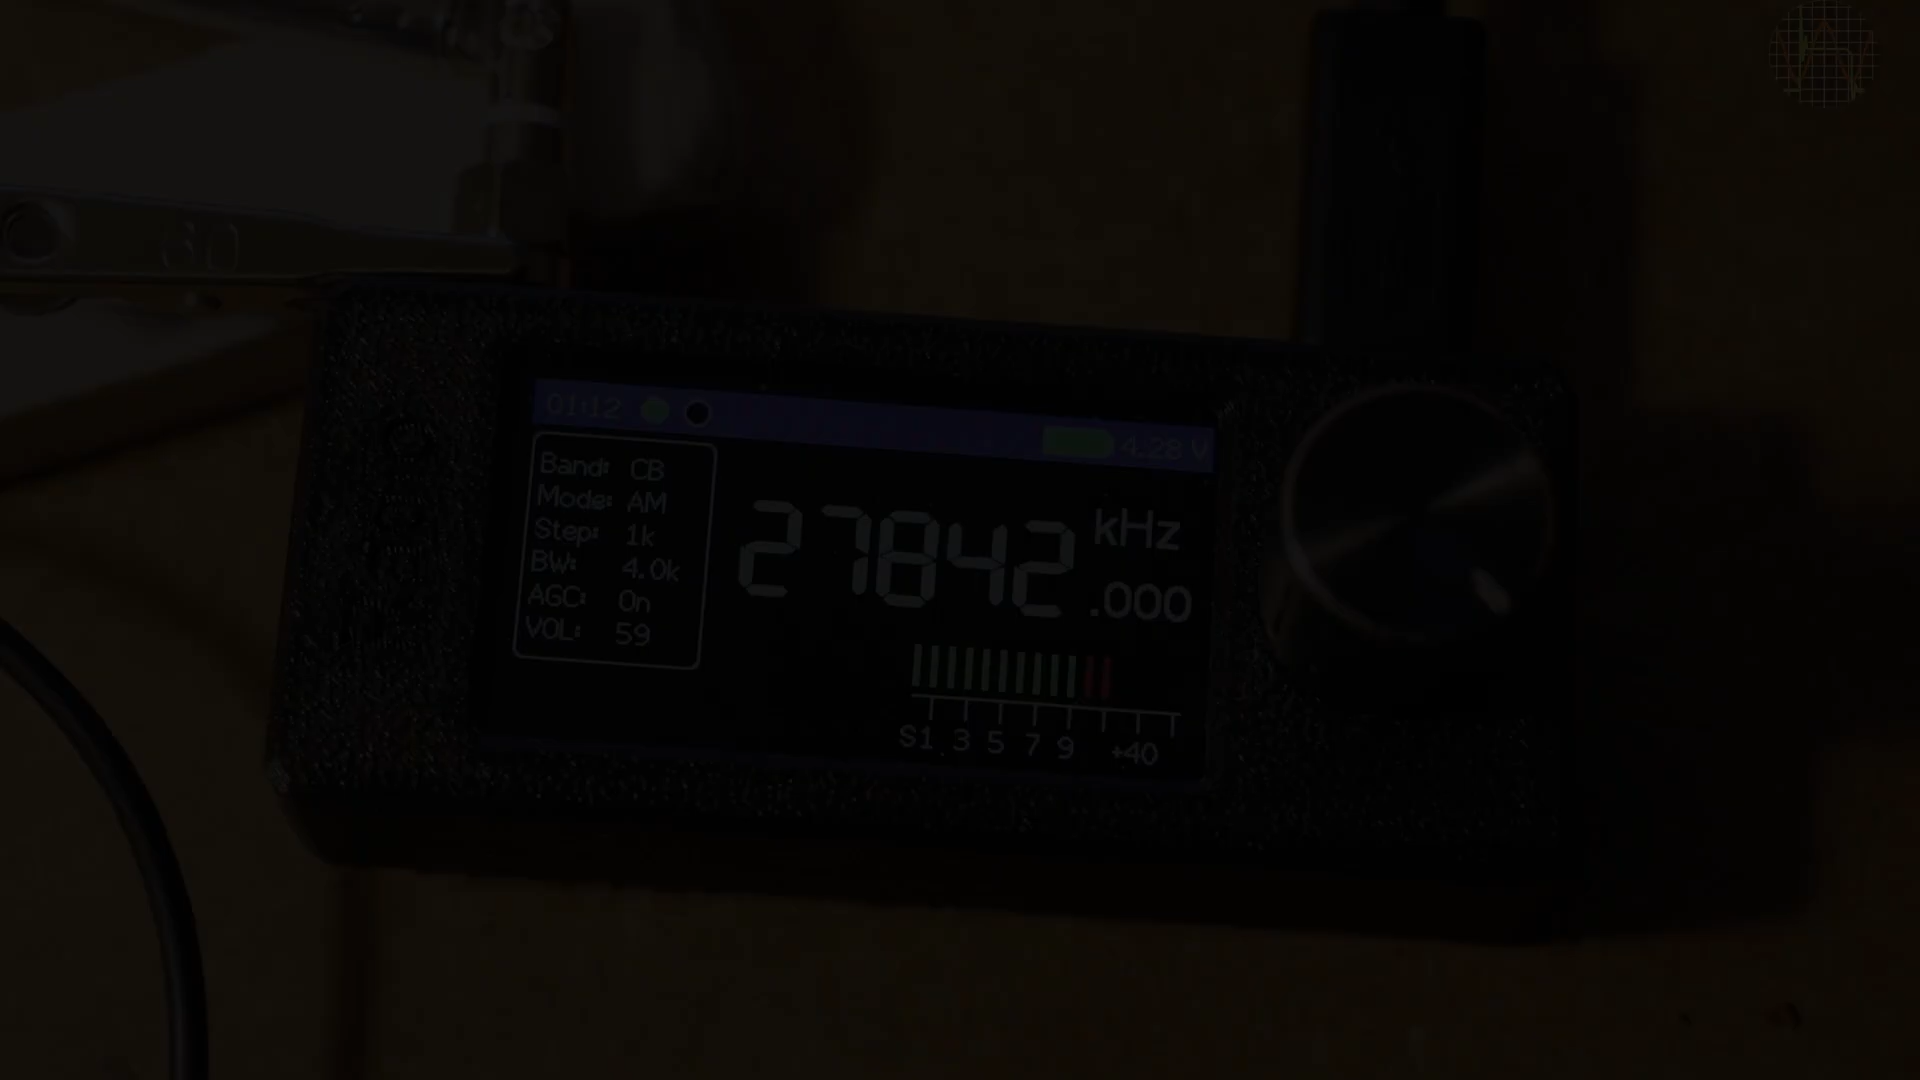 60
01:12 4.28 V
Band: CB
Mode: AM
Step: 1k
BW: 4.0k
AGC: On
VOL: 59
27842.000 kHz
S1 3 5 7 9 +40